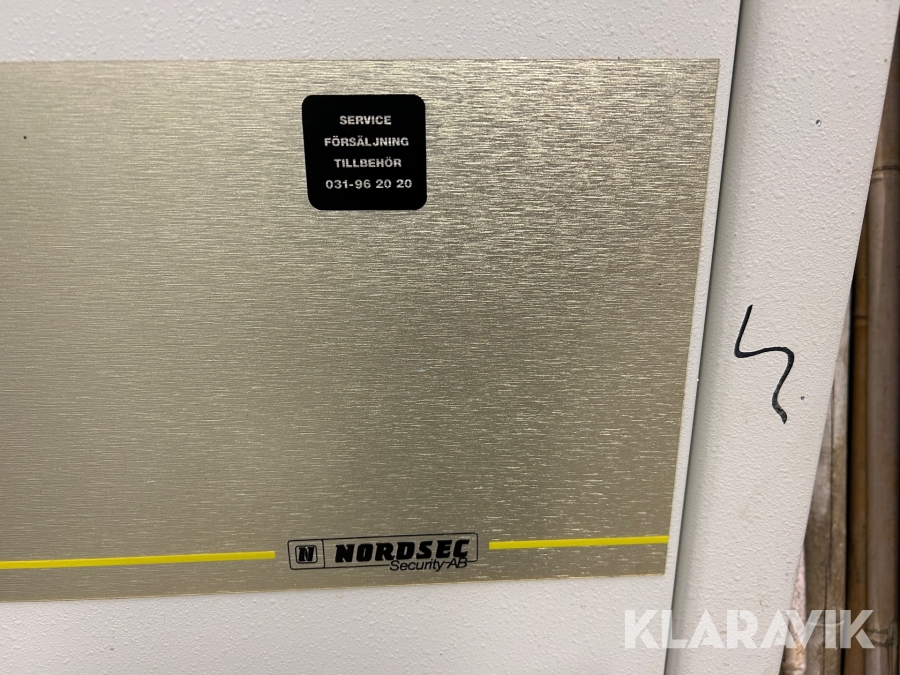 SERVICE
FÖRSÄLJNING
TILLBEHÖR
031-96 20 20
N NORDSEC
Security AB
KLARAVIK